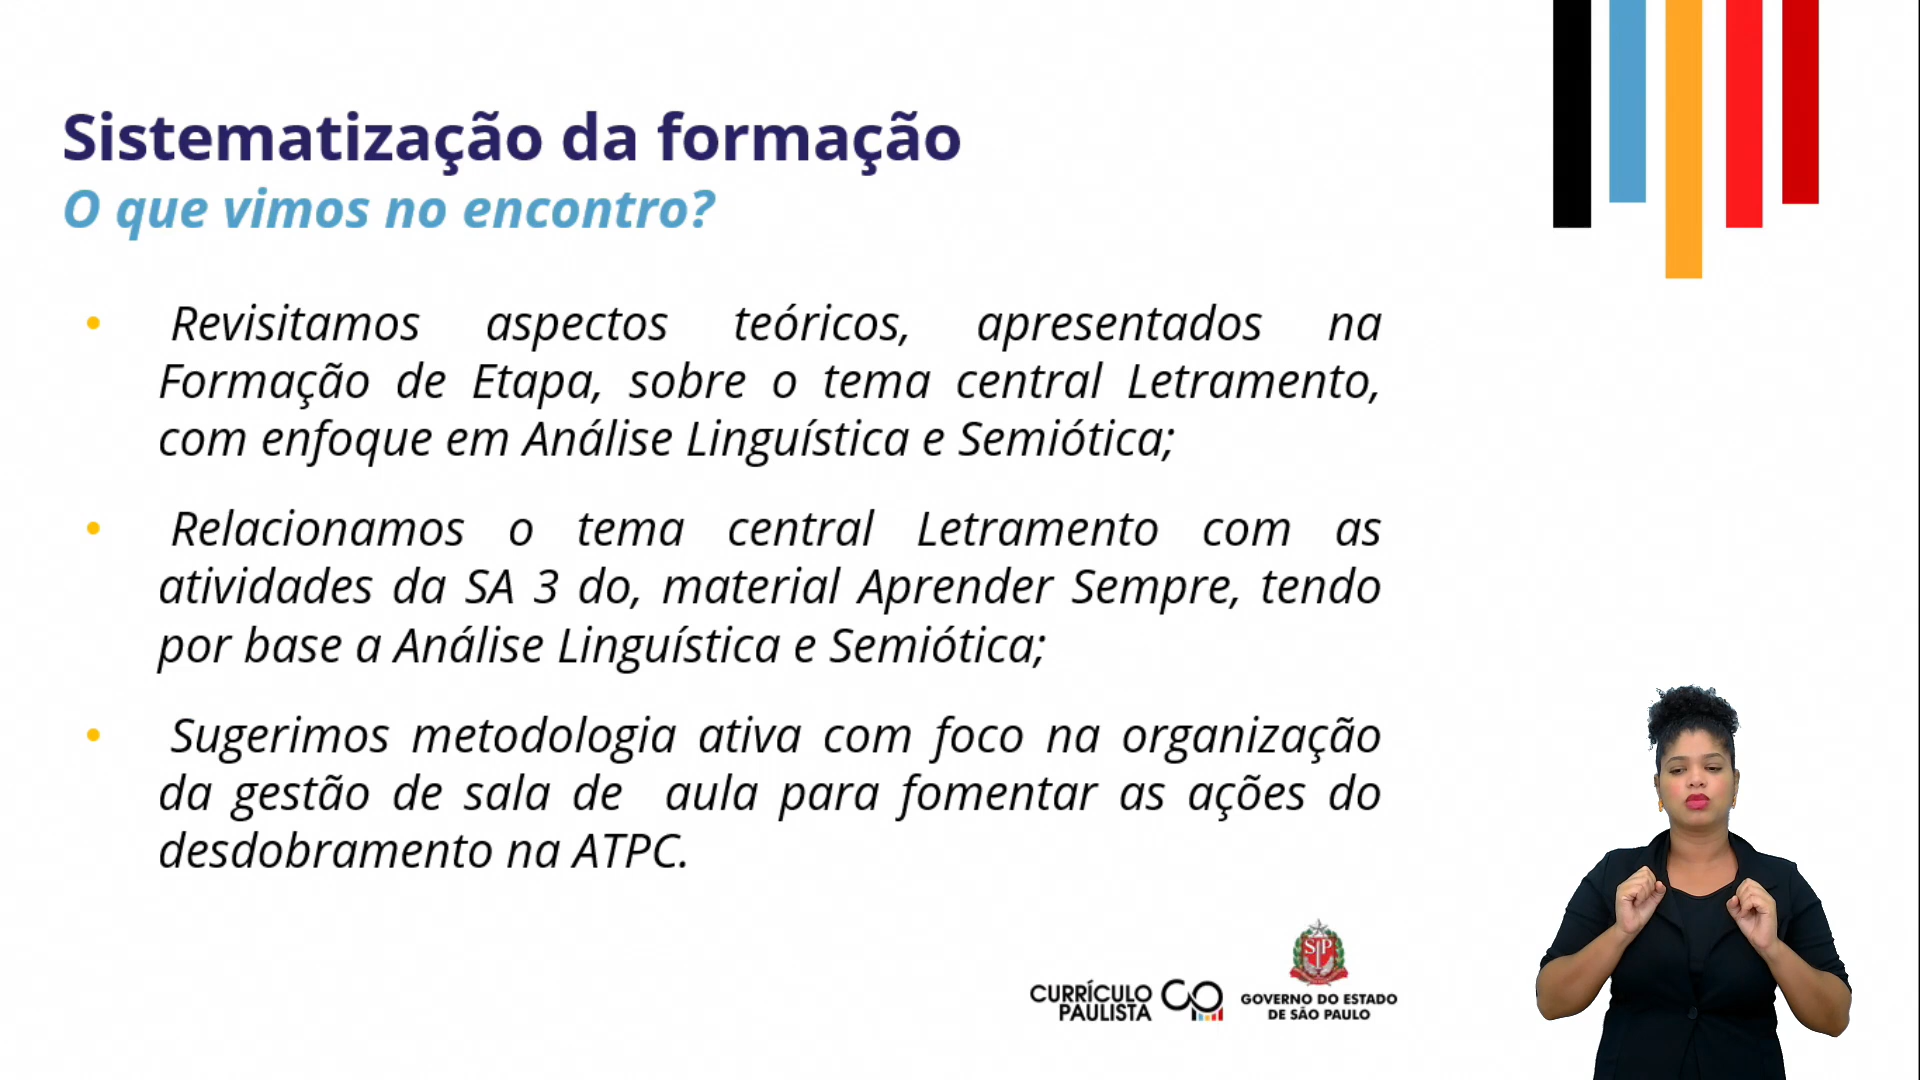 Sistematização da formação
O que vimos no encontro?
• Revisitamos aspectos teóricos, apresentados na
Formação de Etapa, sobre o tema central Letramento,
com enfoque em Análise Linguística e Semiótica;
• Relacionamos o tema central Letramento com as
atividades da SA 3 do, material Aprender Sempre, tendo
por base a Análise Linguística e Semiótica;
• Sugerimos metodologia ativa com foco na organização
da gestão de sala de aula para fomentar as ações do
desdobramento na ATPC.
CURRÍCULO
PAULISTA
SP
GOVERNO DO ESTADO
DE SÃO PAULO